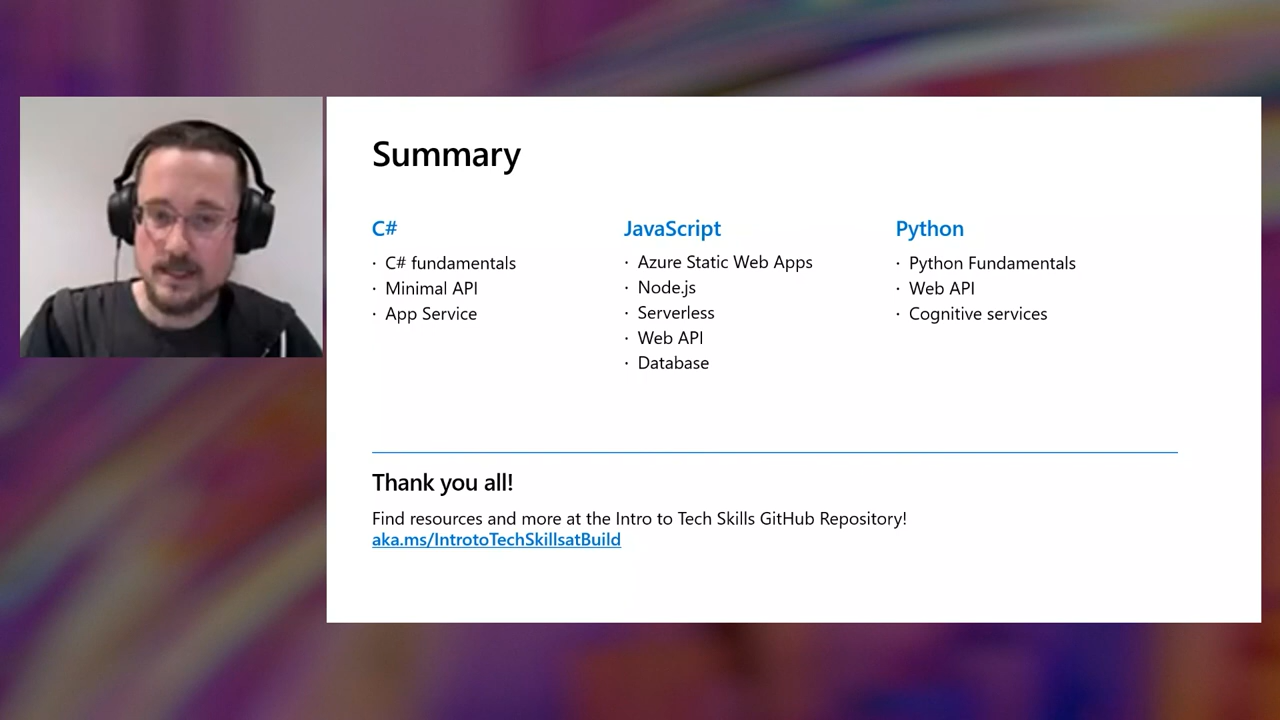 Summary
C#
· C# fundamentals
· Minimal API
· App Service
JavaScript
· Azure Static Web Apps
· Node.js
· Serverless
· Web API
· Database
Python
· Python Fundamentals
· Web API
· Cognitive services
Thank you all!
Find resources and more at the Intro to Tech Skills GitHub Repository!
aka.ms/IntrotoTechSkillsatBuild